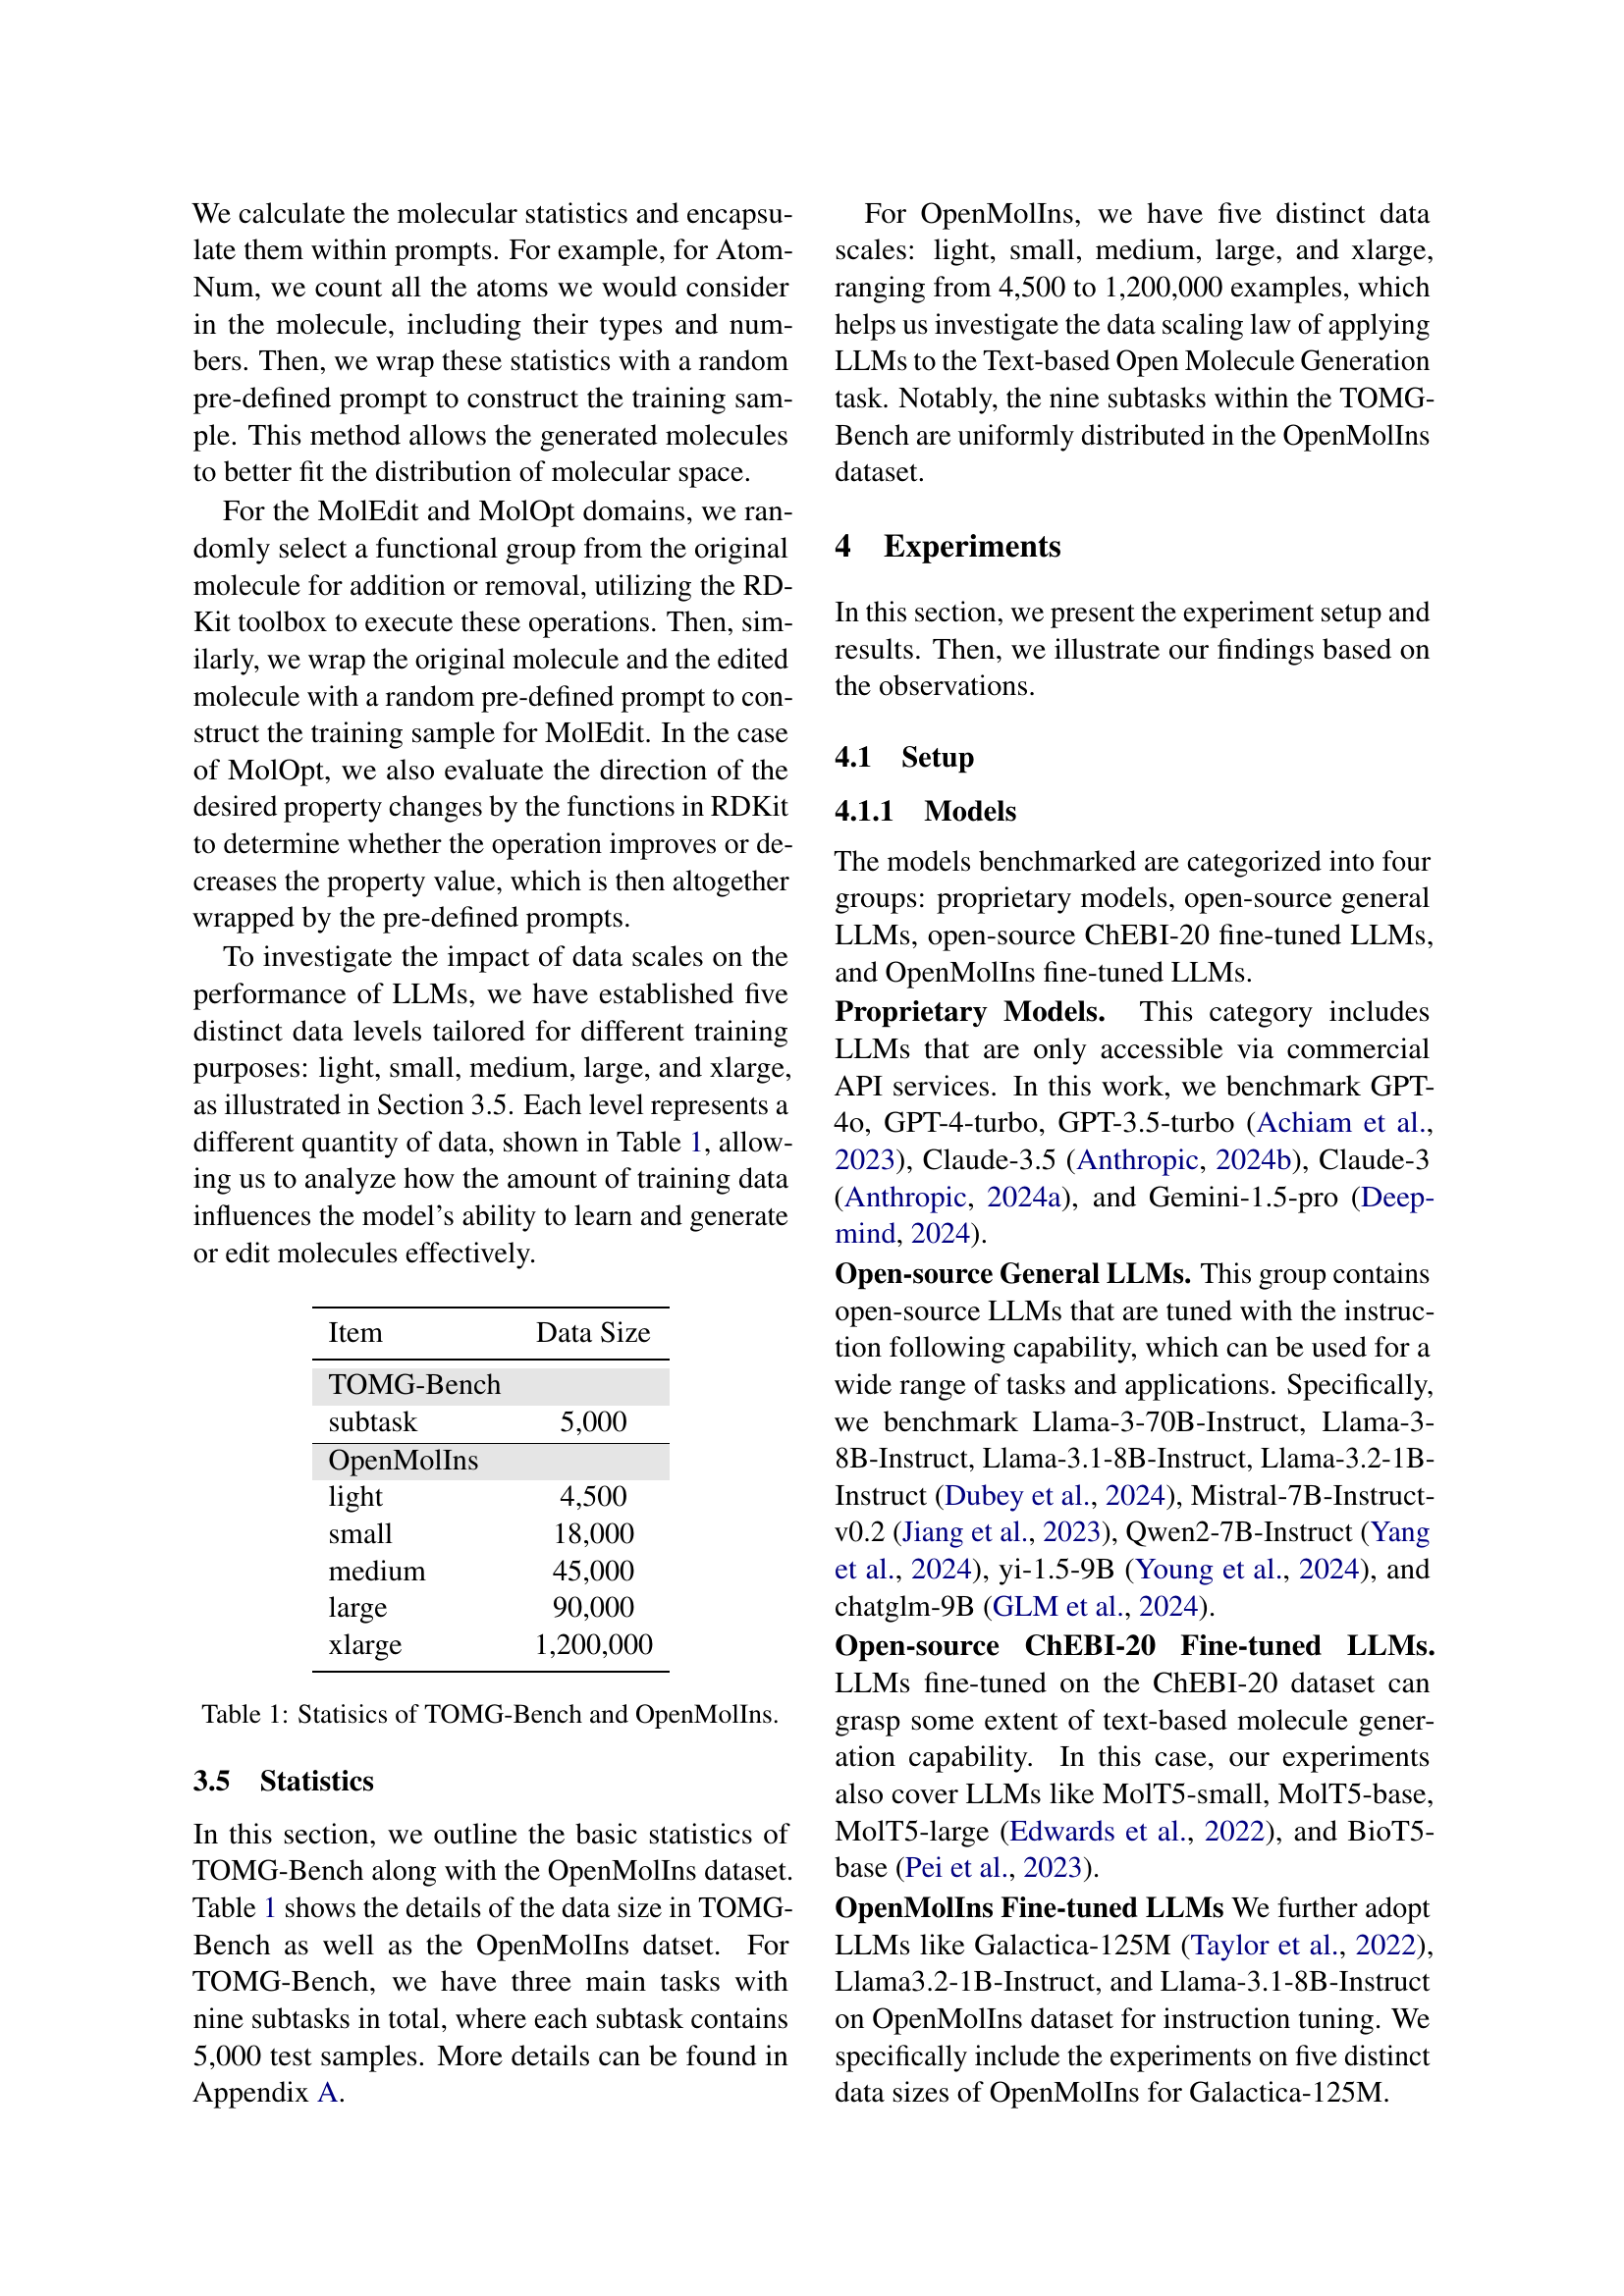 We calculate the molecular statistics and encapsu-
late them within prompts. For example, for Atom-
Num, we count all the atoms we would consider
in the molecule, including their types and num-
bers. Then, we wrap these statistics with a random
pre-defined prompt to construct the training sam-
ple. This method allows the generated molecules
to better fit the distribution of molecular space.
For the MolEdit and MolOpt domains, we ran-
domly select a functional group from the original
molecule for addition or removal, utilizing the RD-
Kit toolbox to execute these operations. Then, sim-
ilarly, we wrap the original molecule and the edited
molecule with a random pre-defined prompt to con-
struct the training sample for MolEdit. In the case
of MolOpt, we also evaluate the direction of the
desired property changes by the functions in RDKit
to determine whether the operation improves or de-
creases the property value, which is then altogether
wrapped by the pre-defined prompts.
To investigate the impact of data scales on the
performance of LLMs, we have established five
distinct data levels tailored for different training
purposes: light, small, medium, large, and xlarge,
as illustrated in Section 3.5. Each level represents a
different quantity of data, shown in Table 1, allow-
ing us to analyze how the amount of training data
influences the model's ability to learn and generate
or edit molecules effectively.
Item Data Size
TOMG-Bench
subtask 5,000
OpenMolIns
light 4,500
small 18,000
medium 45,000
large 90,000
xlarge 1,200,000
Table 1: Statisics of TOMG-Bench and OpenMolIns.
3.5 Statistics
In this section, we outline the basic statistics of
TOMG-Bench along with the OpenMolIns dataset.
Table 1 shows the details of the data size in TOMG-
Bench as well as the OpenMolIns datset. For
TOMG-Bench, we have three main tasks with
nine subtasks in total, where each subtask contains
5,000 test samples. More details can be found in
Appendix A.
For OpenMolIns, we have five distinct data
scales: light, small, medium, large, and xlarge,
ranging from 4,500 to 1,200,000 examples, which
helps us investigate the data scaling law of applying
LLMs to the Text-based Open Molecule Generation
task. Notably, the nine subtasks within the TOMG-
Bench are uniformly distributed in the OpenMolIns
dataset.
4 Experiments
In this section, we present the experiment setup and
results. Then, we illustrate our findings based on
the observations.
4.1 Setup
4.1.1 Models
The models benchmarked are categorized into four
groups: proprietary models, open-source general
LLMs, open-source ChEBI-20 fine-tuned LLMs,
and OpenMolIns fine-tuned LLMs.
Proprietary Models. This category includes
LLMs that are only accessible via commercial
API services. In this work, we benchmark GPT-
4o, GPT-4-turbo, GPT-3.5-turbo (Achiam et al.,
2023), Claude-3.5 (Anthropic, 2024b), Claude-3
(Anthropic, 2024a), and Gemini-1.5-pro (Deep-
mind, 2024).
Open-source General LLMs. This group contains
open-source LLMs that are tuned with the instruc-
tion following capability, which can be used for a
wide range of tasks and applications. Specifically,
we benchmark Llama-3-70B-Instruct, Llama-3-
8B-Instruct, Llama-3.1-8B-Instruct, Llama-3.2-1B-
Instruct (Dubey et al., 2024), Mistral-7B-Instruct-
v0.2 (Jiang et al., 2023), Qwen2-7B-Instruct (Yang
et al., 2024), yi-1.5-9B (Young et al., 2024), and
chatglm-9B (GLM et al., 2024).
Open-source ChEBI-20 Fine-tuned LLMs.
LLMs fine-tuned on the ChEBI-20 dataset can
grasp some extent of text-based molecule gener-
ation capability. In this case, our experiments
also cover LLMs like MolT5-small, MolT5-base,
MolT5-large (Edwards et al., 2022), and BioT5-
base (Pei et al., 2023).
OpenMolIns Fine-tuned LLMs We further adopt
LLMs like Galactica-125M (Taylor et al., 2022),
Llama3.2-1B-Instruct, and Llama-3.1-8B-Instruct
on OpenMolIns dataset for instruction tuning. We
specifically include the experiments on five distinct
data sizes of OpenMolIns for Galactica-125M.